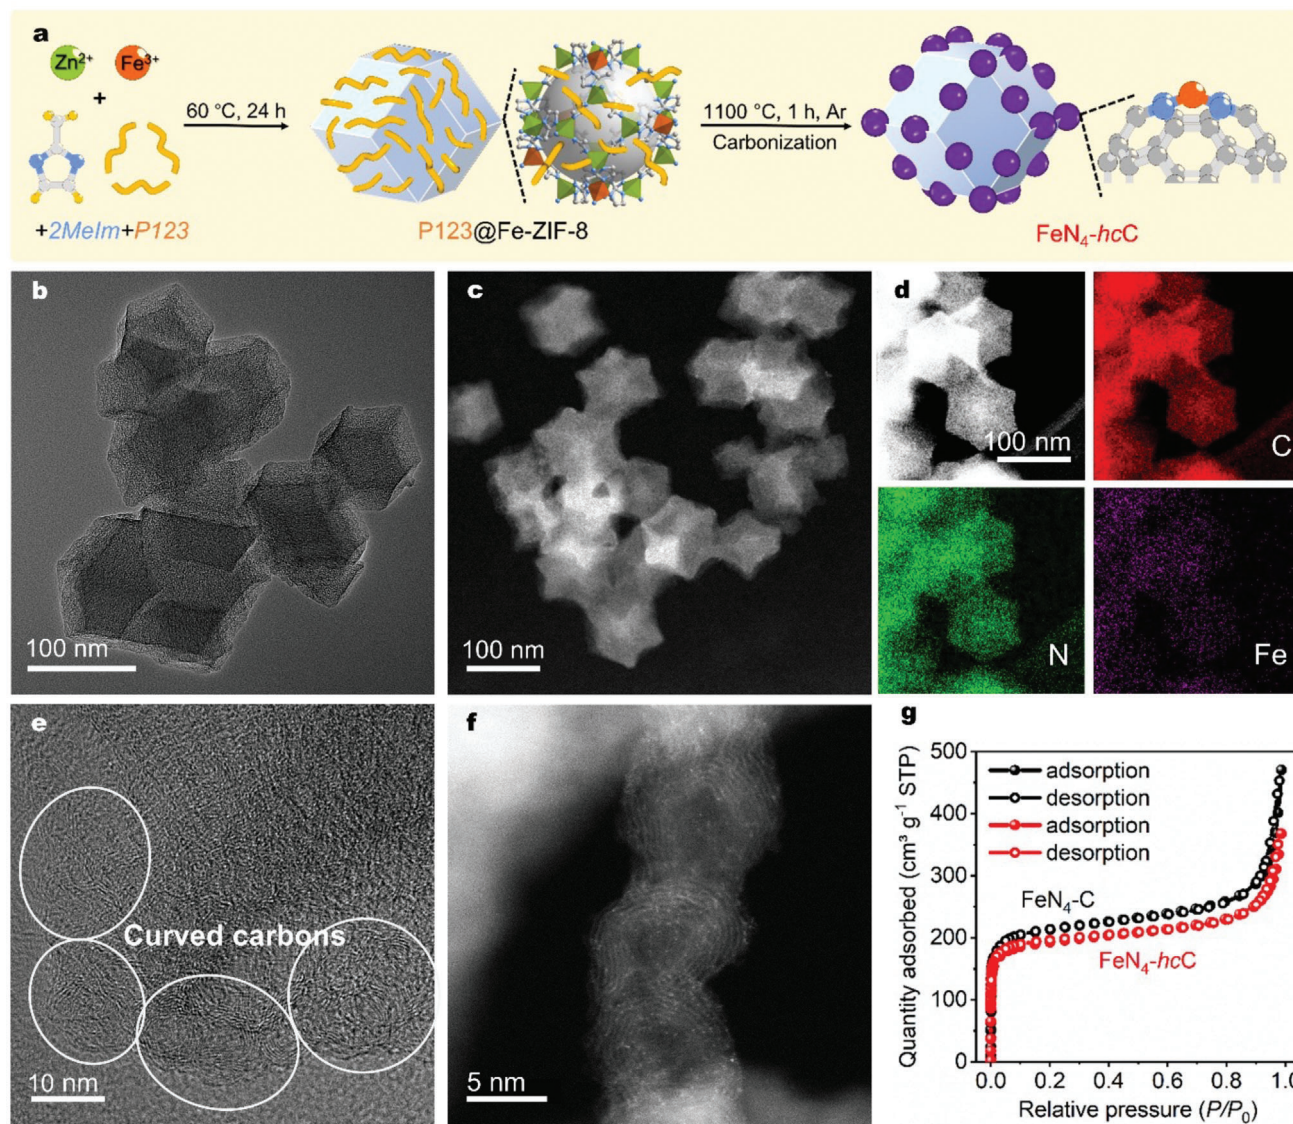 a
Zn²⁺ Fe³⁺
+
60 °C, 24 h
1100 °C, 1 h, Ar
Carbonization
+2MeIm+P123
P123@Fe-ZIF-8
FeN₄-hcC
b
100 nm
c
100 nm
d
100 nm
C
N
Fe
e
Curved carbons
10 nm
f
5 nm
g
Quantity adsorbed (cm³ g⁻¹ STP)
500
400
300
200
100
0
adsorption
desorption
adsorption
desorption
FeN₄-C
FeN₄-hcC
0.0 0.2 0.4 0.6 0.8 1.0
Relative pressure (P/P₀)